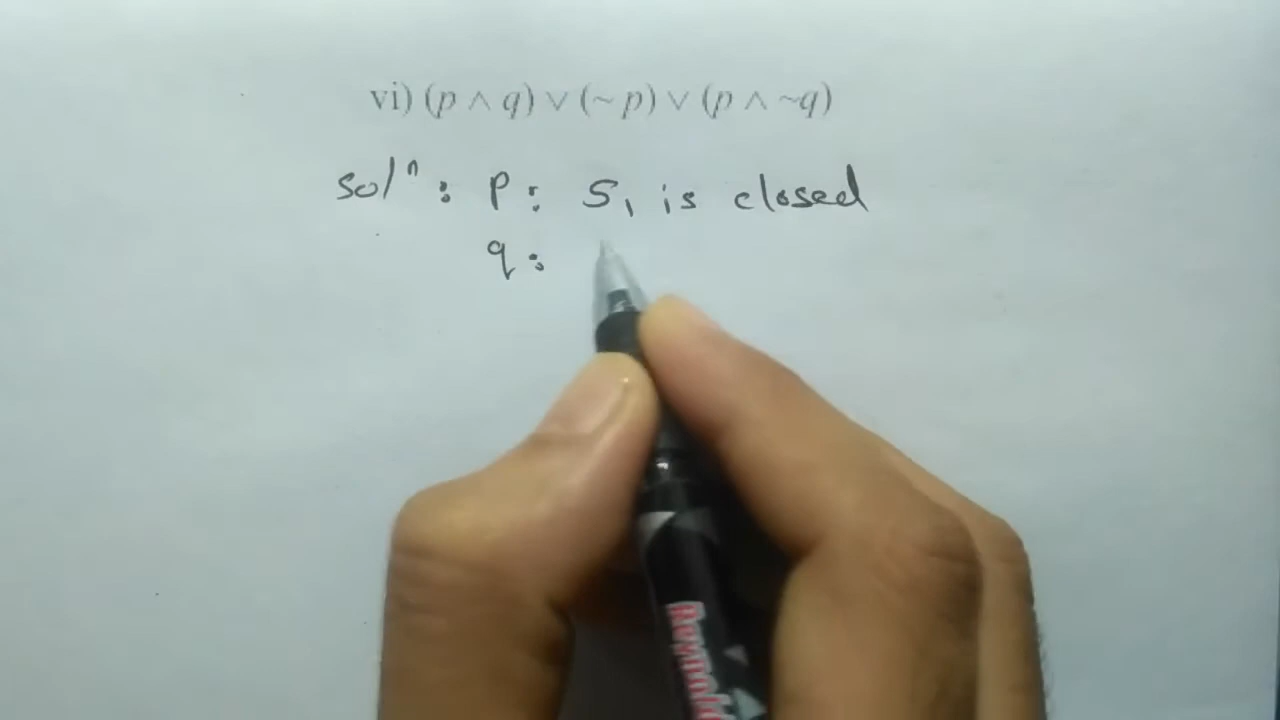 vi) (p ∧ q) ∨ (~ p) ∨ (p ∧ ~q)
solⁿ : p : S₁ is closed
q :